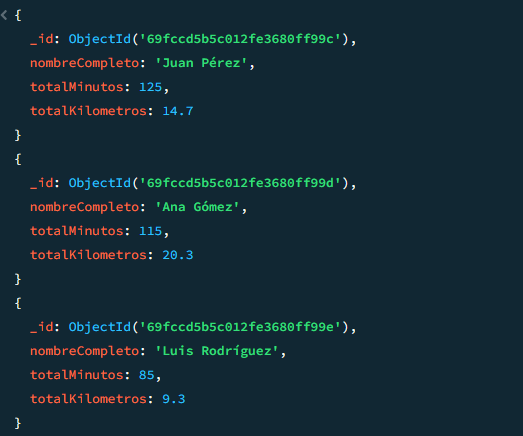 {
_id: ObjectId('69fccd5b5c012fe3680ff99c'),
nombreCompleto: 'Juan Pérez',
totalMinutos: 125,
totalKilometros: 14.7
}
{
_id: ObjectId('69fccd5b5c012fe3680ff99d'),
nombreCompleto: 'Ana Gómez',
totalMinutos: 115,
totalKilometros: 20.3
}
{
_id: ObjectId('69fccd5b5c012fe3680ff99e'),
nombreCompleto: 'Luis Rodríguez',
totalMinutos: 85,
totalKilometros: 9.3
}